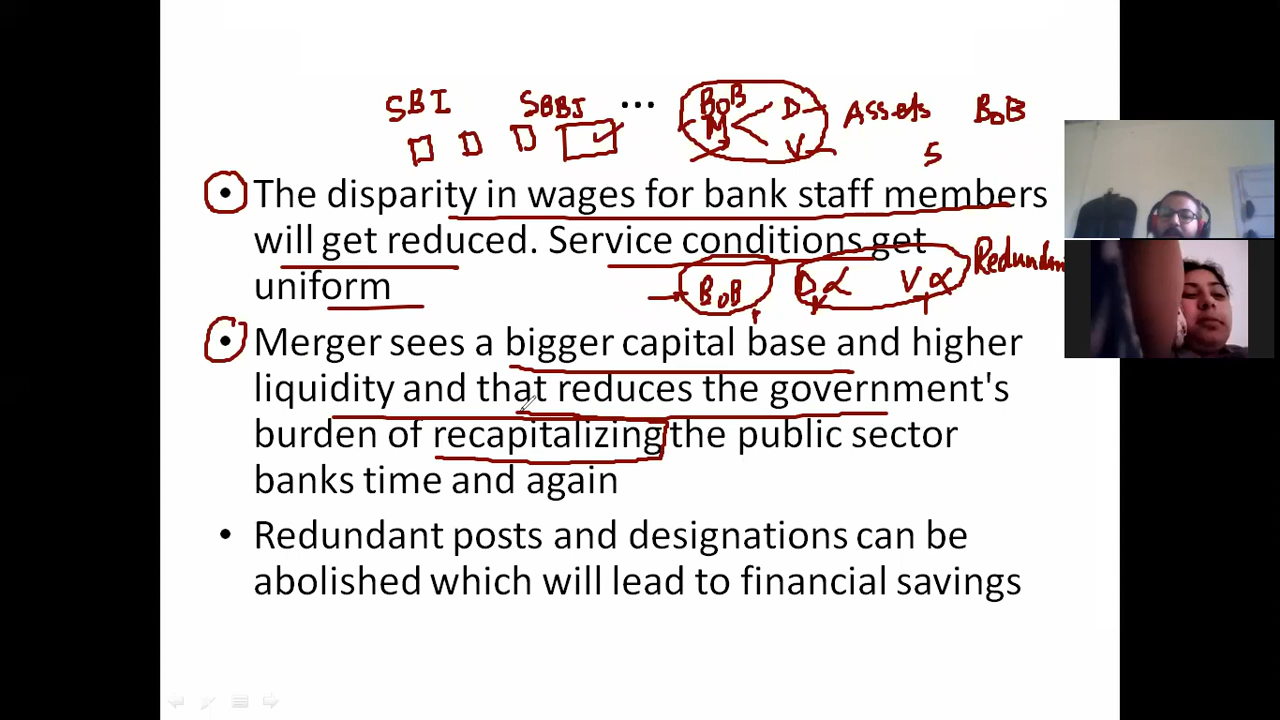 SBI SBBJ ... BoB Assets BoB
M < D
V S
• The disparity in wages for bank staff members
will get reduced. Service conditions get
uniform BoB D V Redundan
• Merger sees a bigger capital base and higher
liquidity and that reduces the government's
burden of recapitalizing the public sector
banks time and again
• Redundant posts and designations can be
abolished which will lead to financial savings